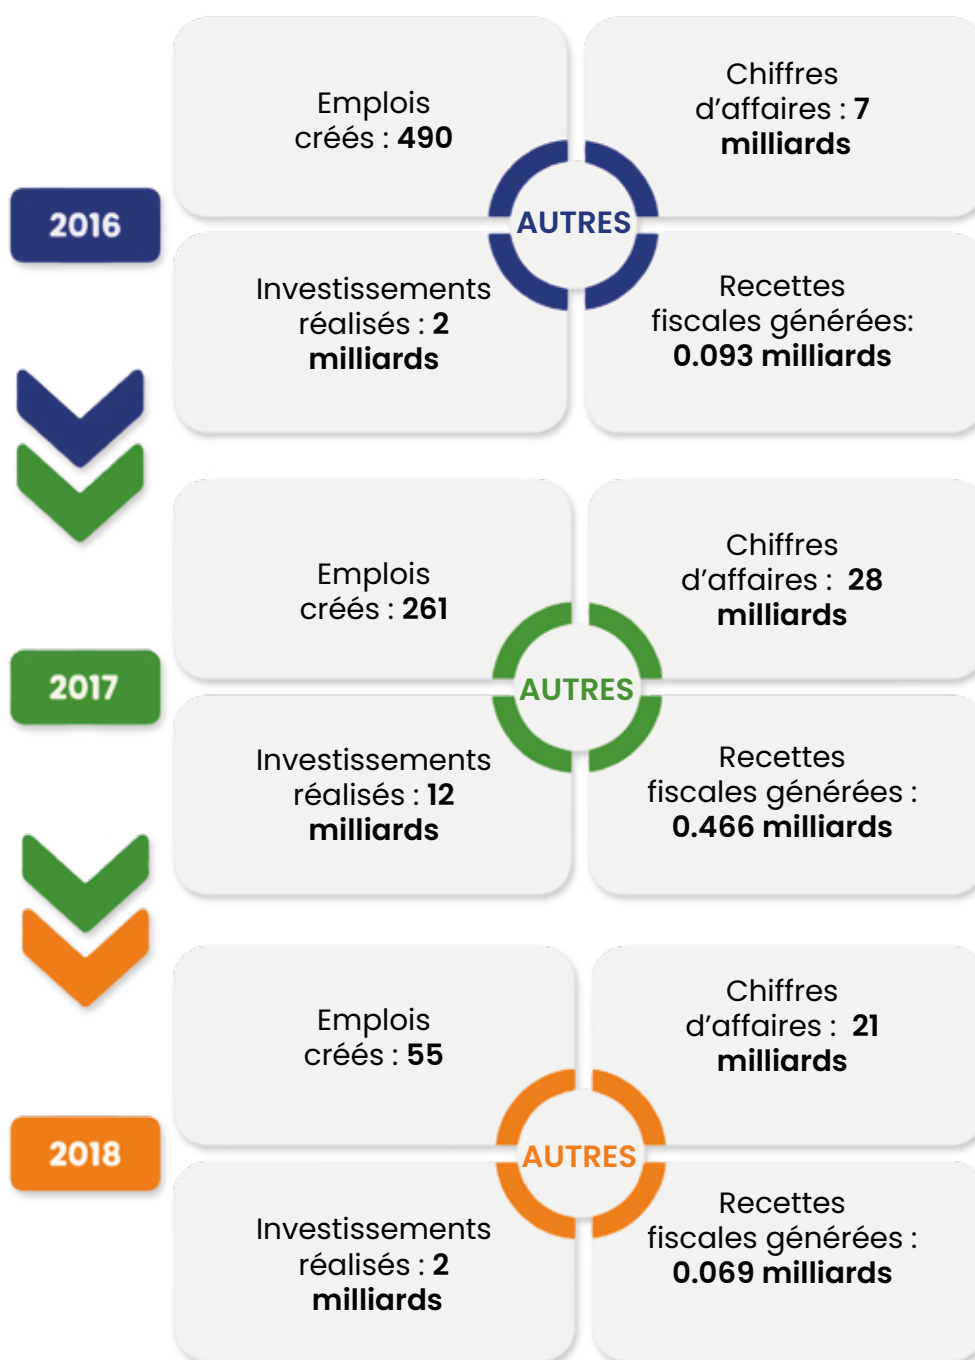 Emplois
créés : 490
Chiffres
d'affaires : 7
milliards
2016
AUTRES
Investissements
réalisés : 2
milliards
Recettes
fiscales générées:
0.093 milliards
Emplois
créés : 261
Chiffres
d'affaires : 28
milliards
2017
AUTRES
Investissements
réalisés : 12
milliards
Recettes
fiscales générées :
0.466 milliards
Emplois
créés : 55
Chiffres
d'affaires : 21
milliards
2018
AUTRES
Investissements
réalisés : 2
milliards
Recettes
fiscales générées :
0.069 milliards